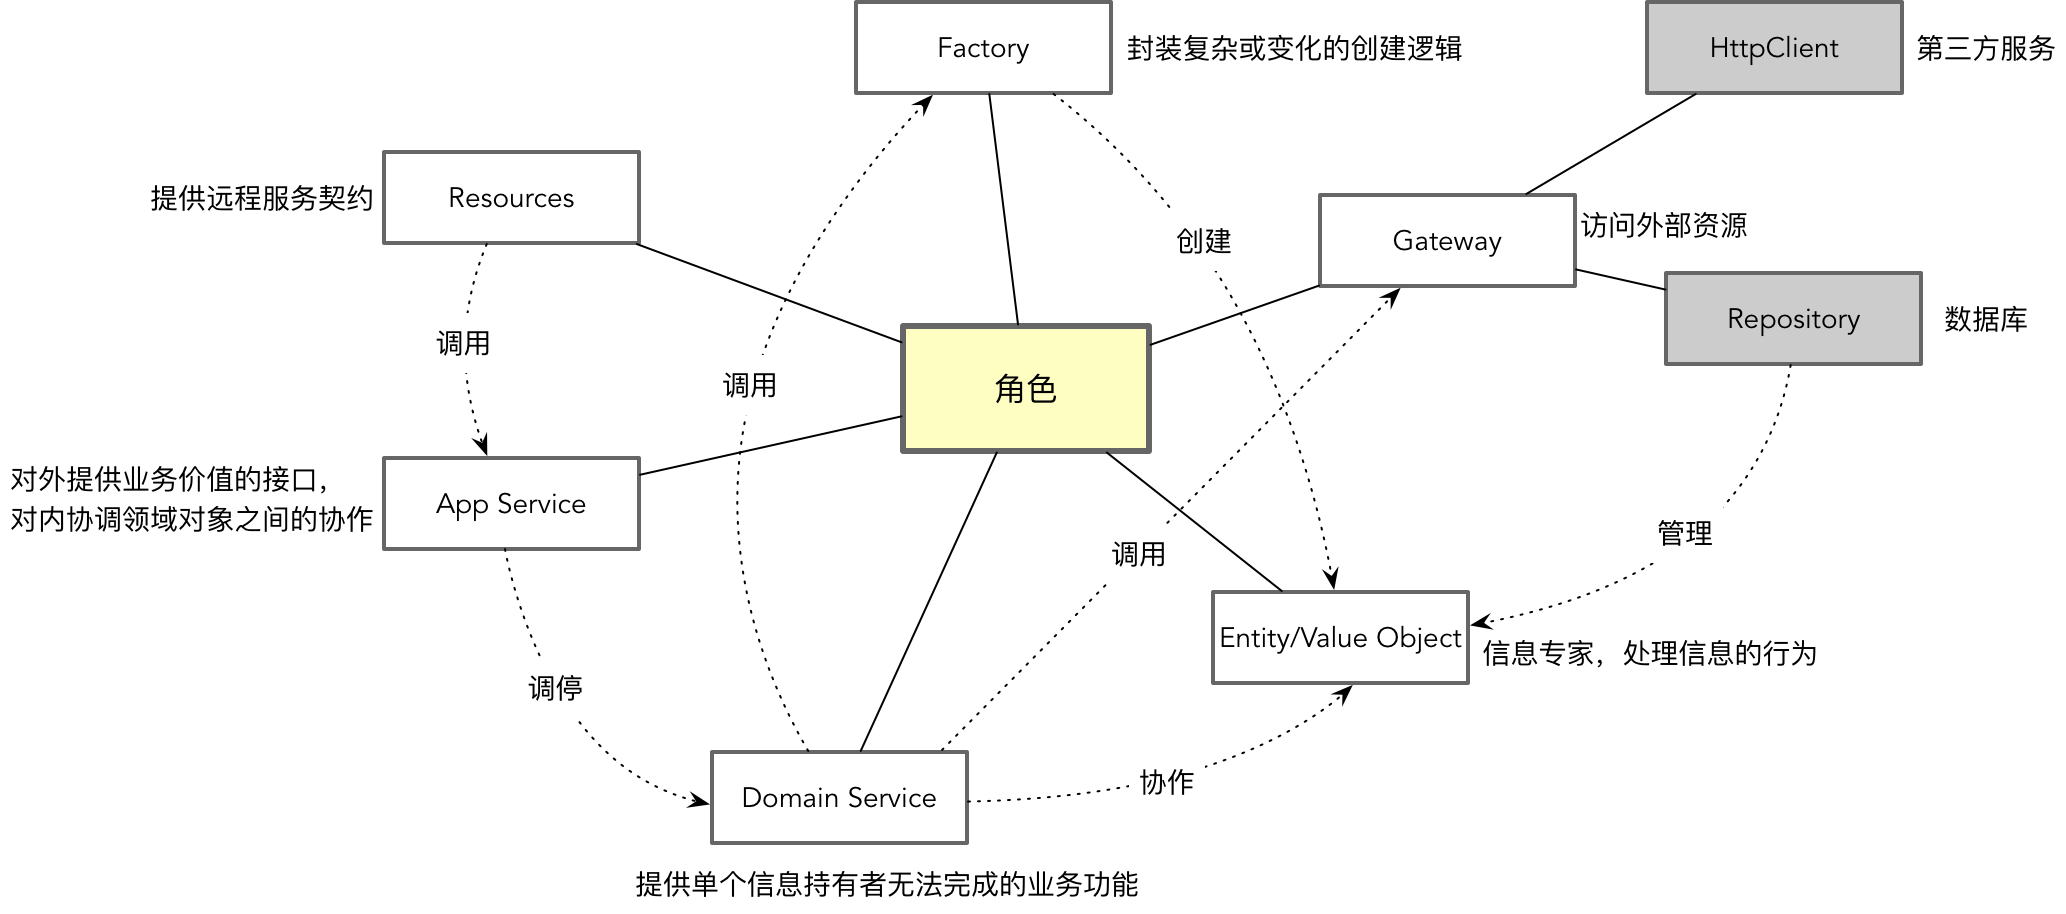 Factory
封装复杂或变化的创建逻辑
HttpClient
第三方服务
提供远程服务契约
Resources
创建
Gateway
访问外部资源
Repository
数据库
调用
调用
角色
对外提供业务价值的接口，
对内协调领域对象之间的协作
App Service
调用
管理
Entity/Value Object
信息专家，处理信息的行为
调停
Domain Service
协作
提供单个信息持有者无法完成的业务功能